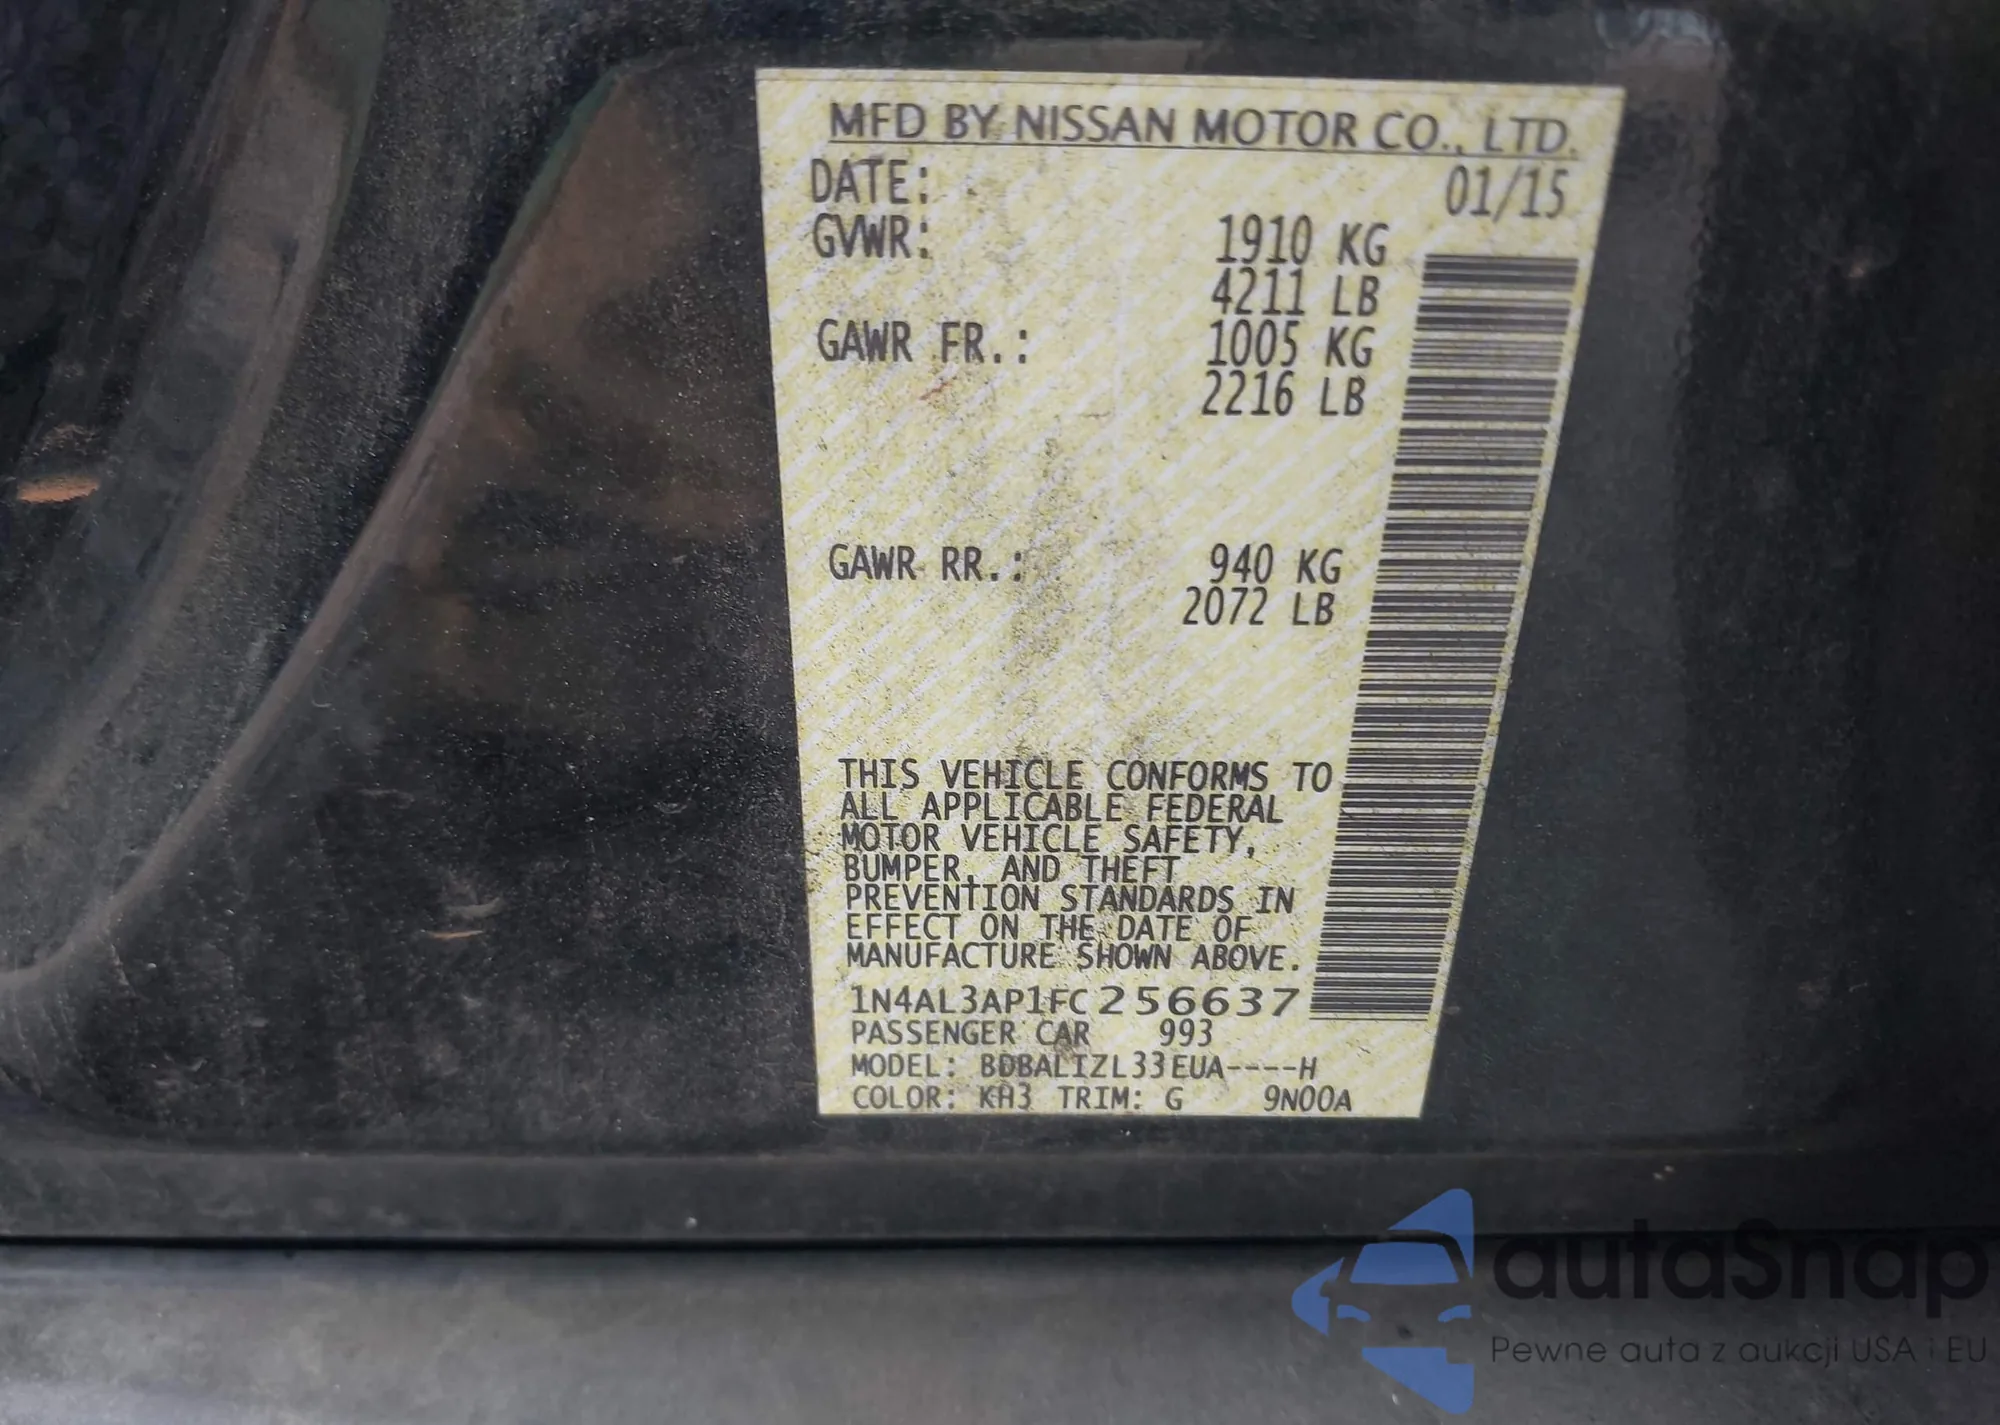 MFD BY NISSAN MOTOR CO., LTD.
DATE: 01/15
GVWR: 1910 KG
4211 LB
GAWR FR.: 1005 KG
2216 LB
GAWR RR.: 940 KG
2072 LB
THIS VEHICLE CONFORMS TO
ALL APPLICABLE FEDERAL
MOTOR VEHICLE SAFETY,
BUMPER, AND THEFT
PREVENTION STANDARDS IN
EFFECT ON THE DATE OF
MANUFACTURE SHOWN ABOVE.
1N4AL3AP1FC256637
PASSENGER CAR 993
MODEL: BDBALIZL33EUA----H
COLOR: KH3 TRIM: G 9N00A
autaSnap
Pewne auta z aukcji USA i EU